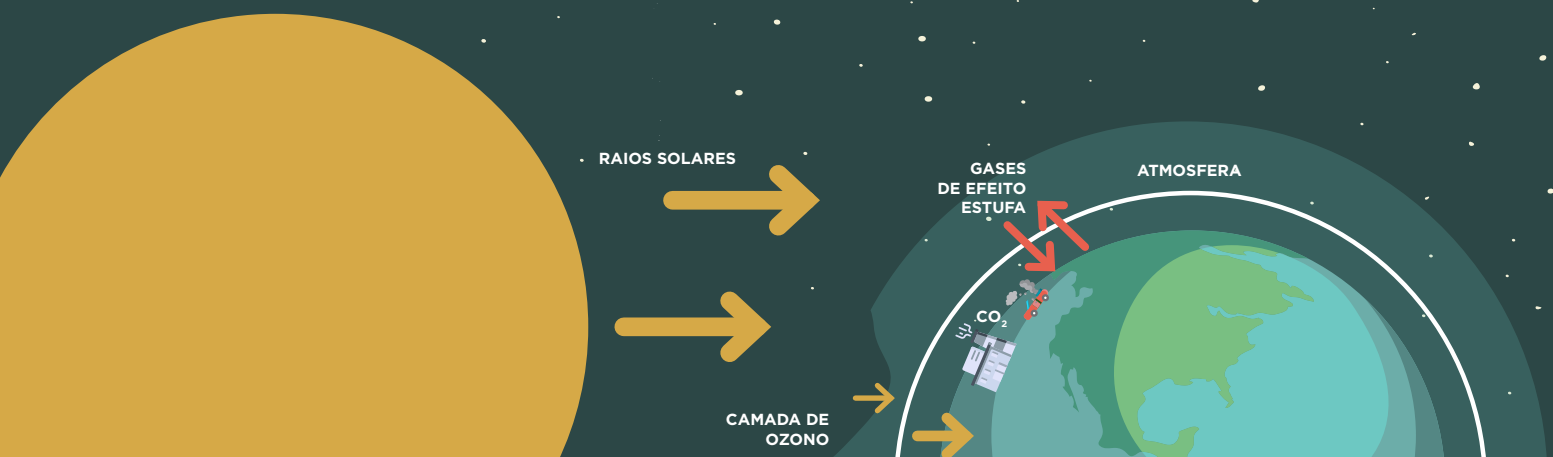 RAIOS SOLARES
GASES
DE EFEITO
ESTUFA
ATMOSFERA
CO₂
CAMADA DE
OZONO